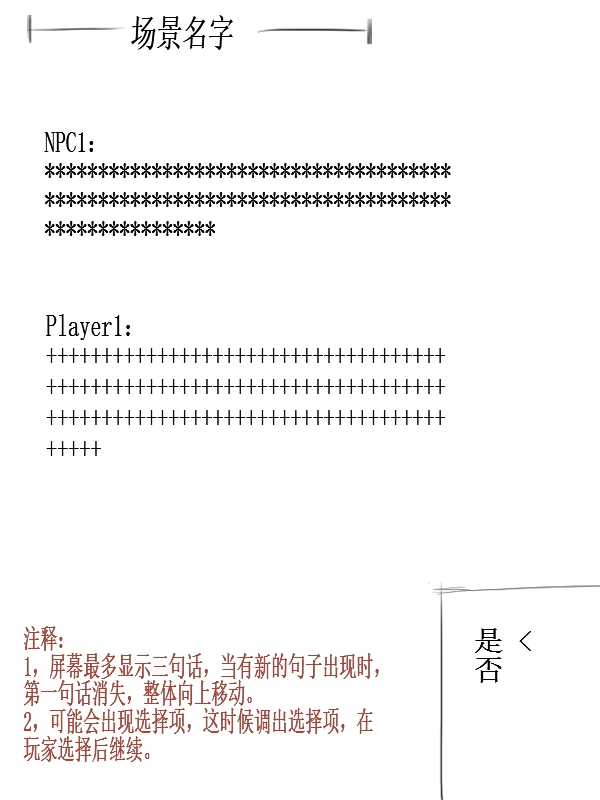 场景名字
NPC1:
**************************************
**************************************
****************
Player1:
++++++++++++++++++++++++++++++++++++
++++++++++++++++++++++++++++++++++++
++++++++++++++++++++++++++++++++++++
+++++
是 <
否
注释:
1, 屏幕最多显示三句话, 当有新的句子出现时,
第一句话消失, 整体向上移动。
2, 可能会出现选择项, 这时候调出选择项, 在
玩家选择后继续。